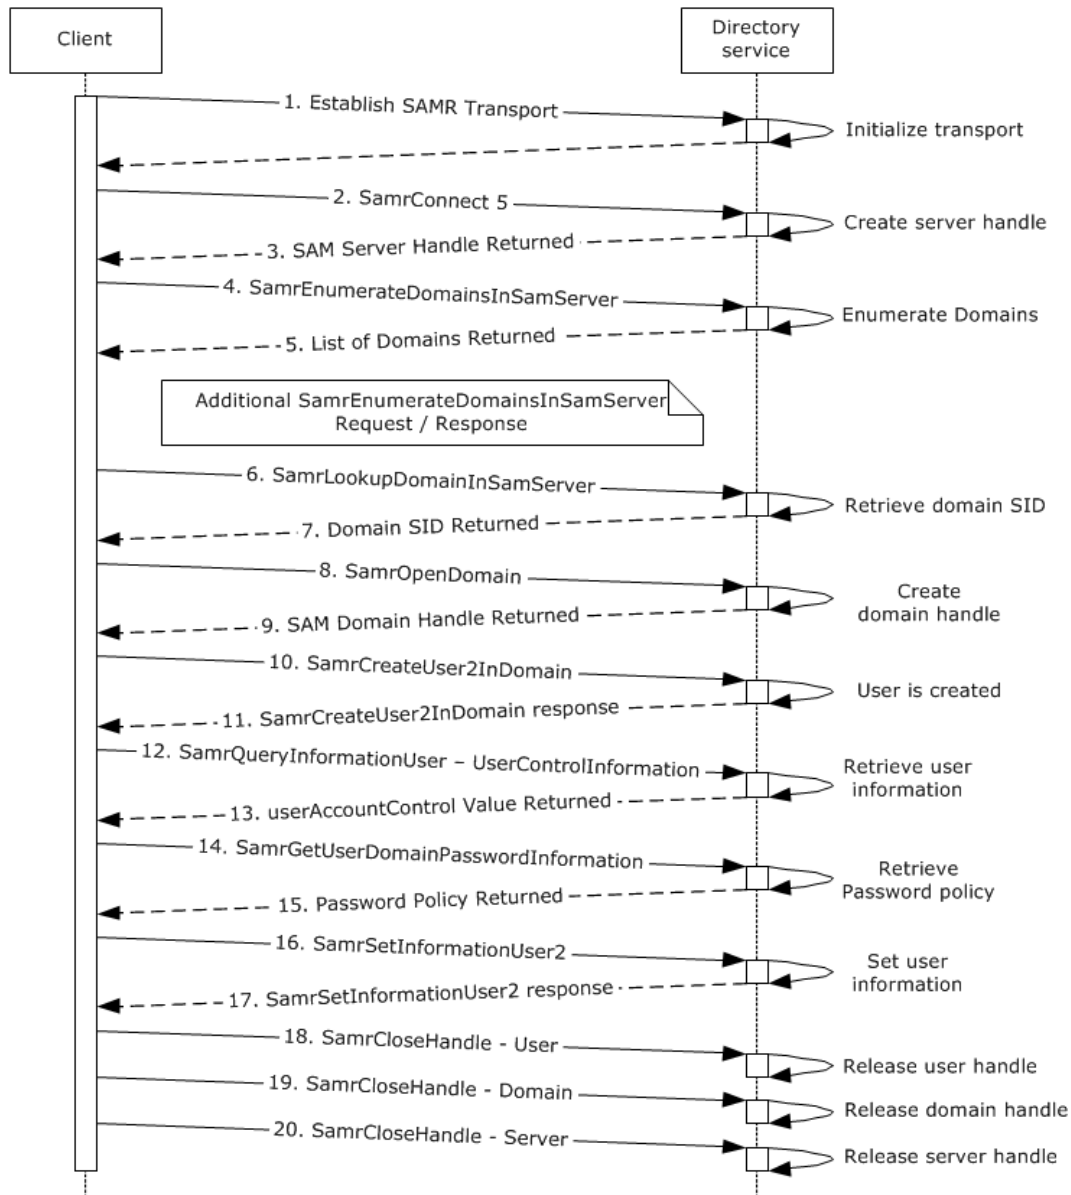 Client
Directory
service
1. Establish SAMR Transport
Initialize transport
2. SamrConnect 5
Create server handle
3. SAM Server Handle Returned
4. SamrEnumerateDomainsInSamServer
Enumerate Domains
5. List of Domains Returned
Additional SamrEnumerateDomainsInSamServer
Request / Response
6. SamrLookupDomainInSamServer
Retrieve domain SID
7. Domain SID Returned
8. SamrOpenDomain
Create
domain handle
9. SAM Domain Handle Returned
10. SamrCreateUser2InDomain
User is created
11. SamrCreateUser2InDomain response
12. SamrQueryInformationUser – UserControlInformation
Retrieve user
information
13. userAccountControl Value Returned
14. SamrGetUserDomainPasswordInformation
Retrieve
Password policy
15. Password Policy Returned
16. SamrSetInformationUser2
Set user
information
17. SamrSetInformationUser2 response
18. SamrCloseHandle - User
Release user handle
19. SamrCloseHandle - Domain
Release domain handle
20. SamrCloseHandle - Server
Release server handle